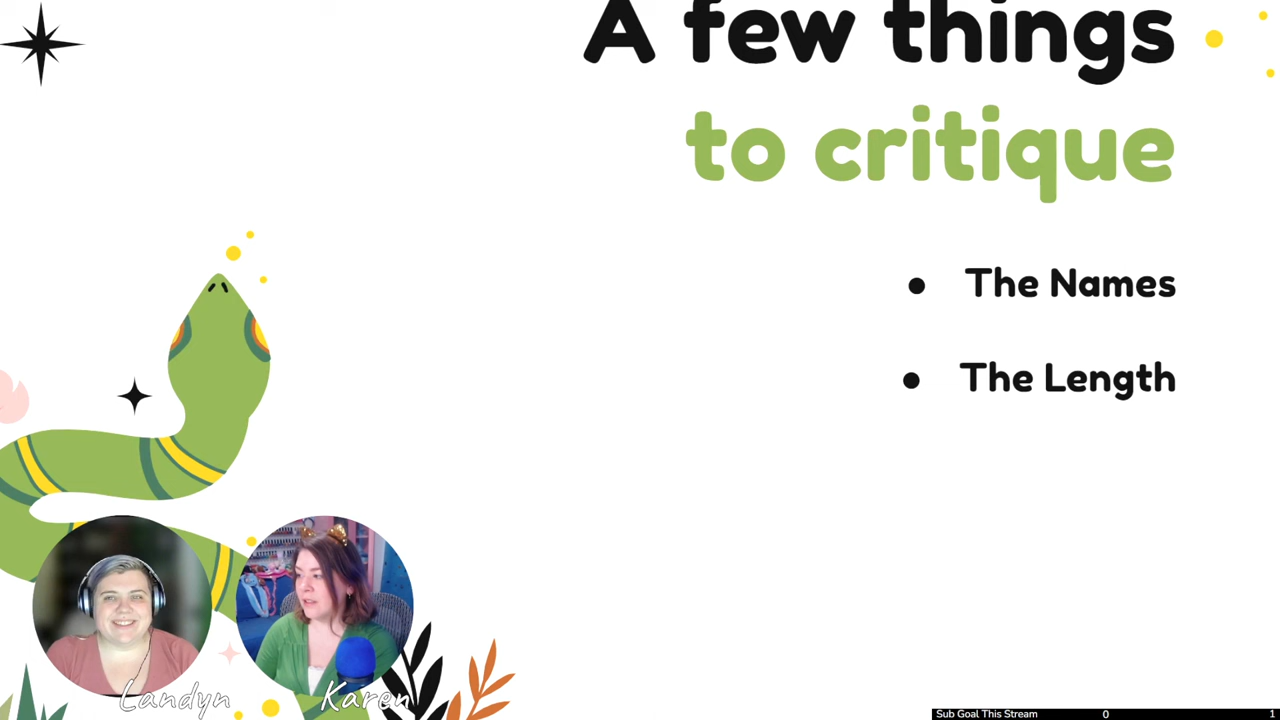 A few things
to critique
● The Names
● The Length
Landyn
Karen
Sub Goal This Stream 0 1